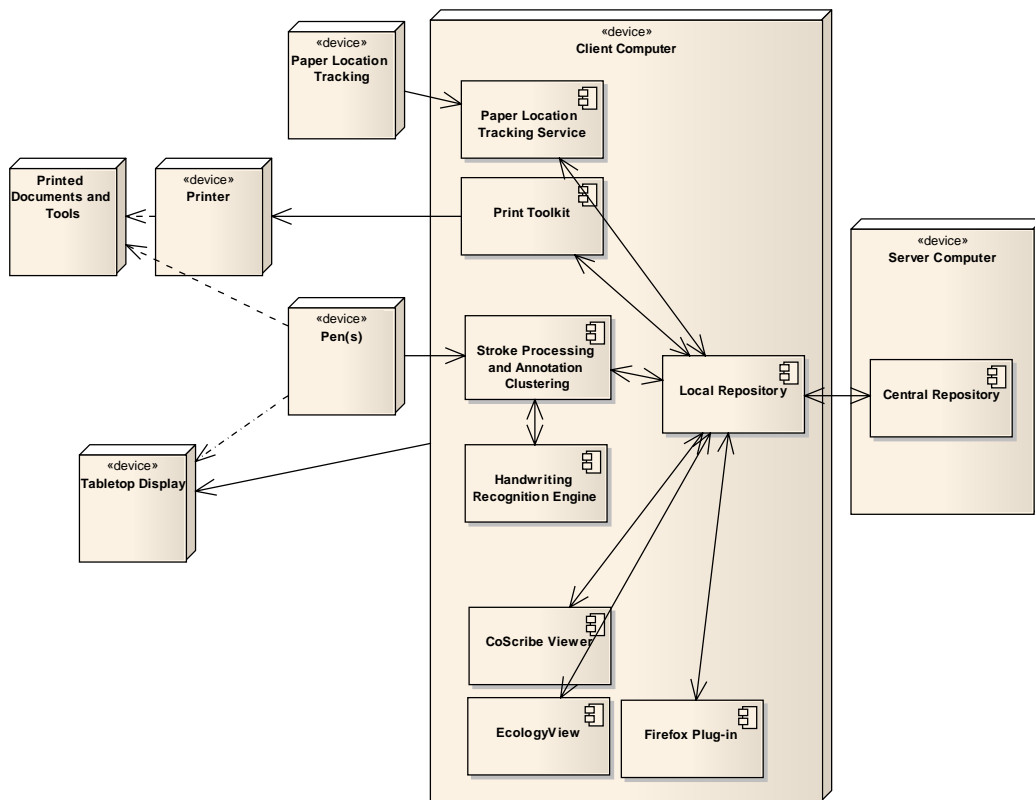 «device»
Paper Location
Tracking
«device»
Client Computer
Paper Location
Tracking Service
Printed
Documents and
Tools
«device»
Printer
Print Toolkit
«device»
Server Computer
«device»
Pen(s)
Stroke Processing
and Annotation
Clustering
Local Repository
Central Repository
«device»
Tabletop Display
Handwriting
Recognition Engine
CoScribe Viewer
EcologyView
Firefox Plug-in